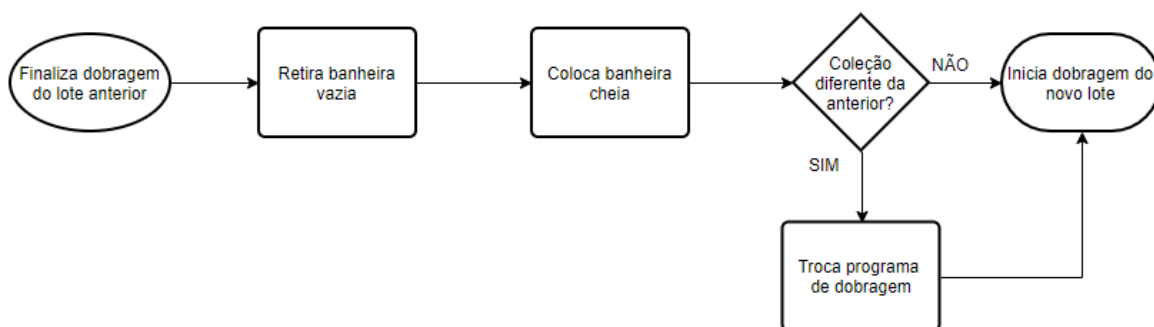 Finaliza dobragem
do lote anterior
Retira banheira
vazia
Coloca banheira
cheia
Coleção
diferente da
anterior?
NÃO
Inicia dobragem do
novo lote
SIM
Troca programa
de dobragem